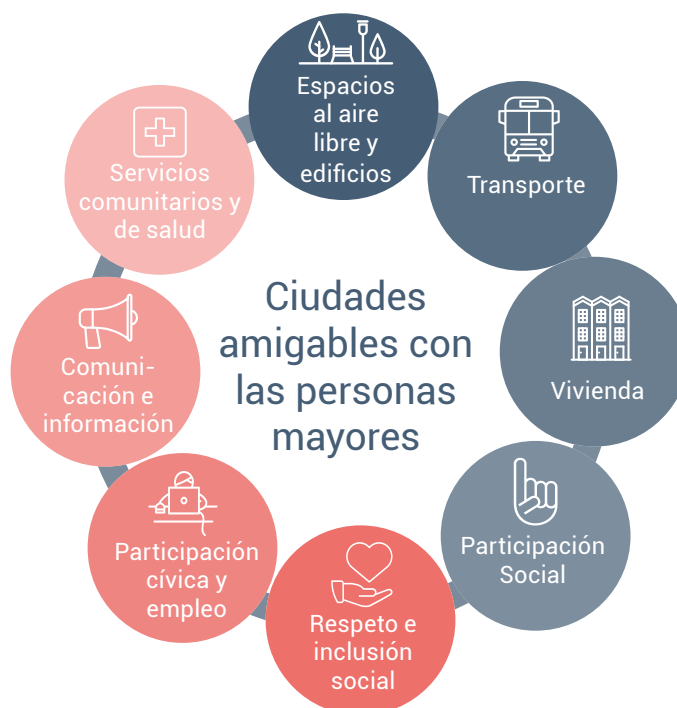 Espacios
al aire
libre y
edificios
Transporte
Vivienda
Participación
Social
Respeto e
inclusión
social
Participación
cívica y
empleo
Comuni-
cación e
información
Servicios
comunitarios y
de salud
Ciudades
amigables con
las personas
mayores